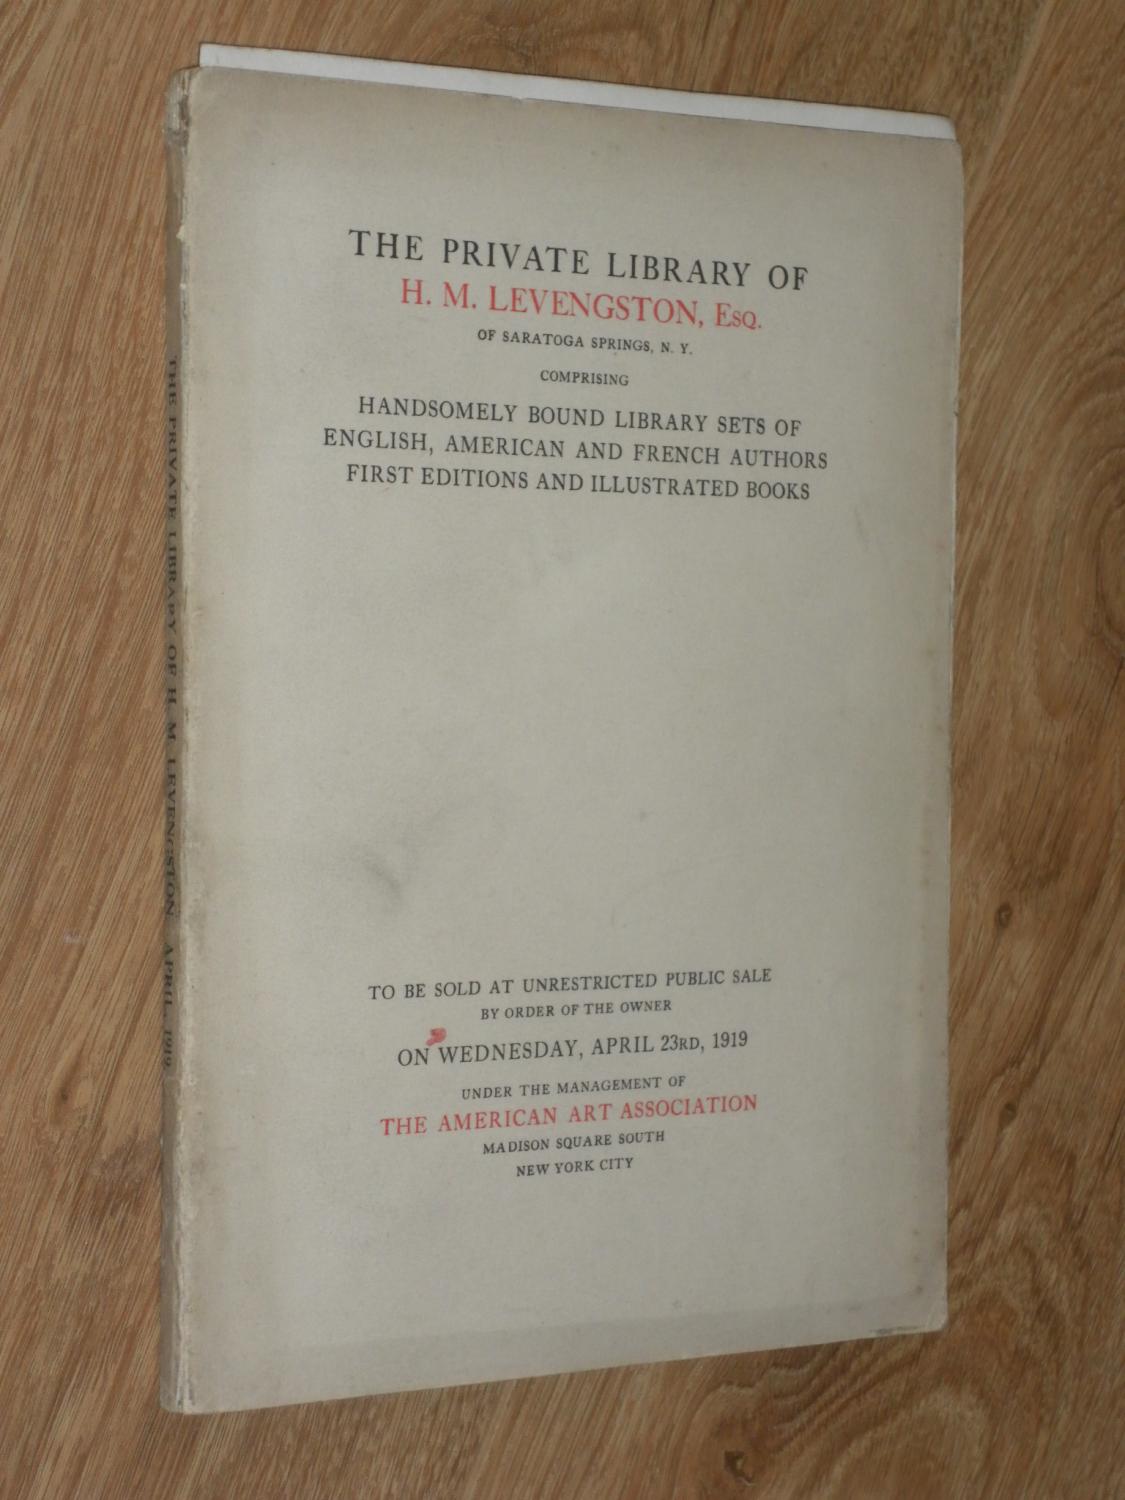 THE PRIVATE LIBRARY OF
H. M. LEVENGSTON, ESQ.
OF SARATOGA SPRINGS, N. Y.
COMPRISING
HANDSOMELY BOUND LIBRARY SETS OF
ENGLISH, AMERICAN AND FRENCH AUTHORS
FIRST EDITIONS AND ILLUSTRATED BOOKS
TO BE SOLD AT UNRESTRICTED PUBLIC SALE
BY ORDER OF THE OWNER
ON WEDNESDAY, APRIL 23RD, 1919
UNDER THE MANAGEMENT OF
THE AMERICAN ART ASSOCIATION
MADISON SQUARE SOUTH
NEW YORK CITY
THE PRIVATE LIBRARY OF H. M. LEVENGSTON APRIL, 1919